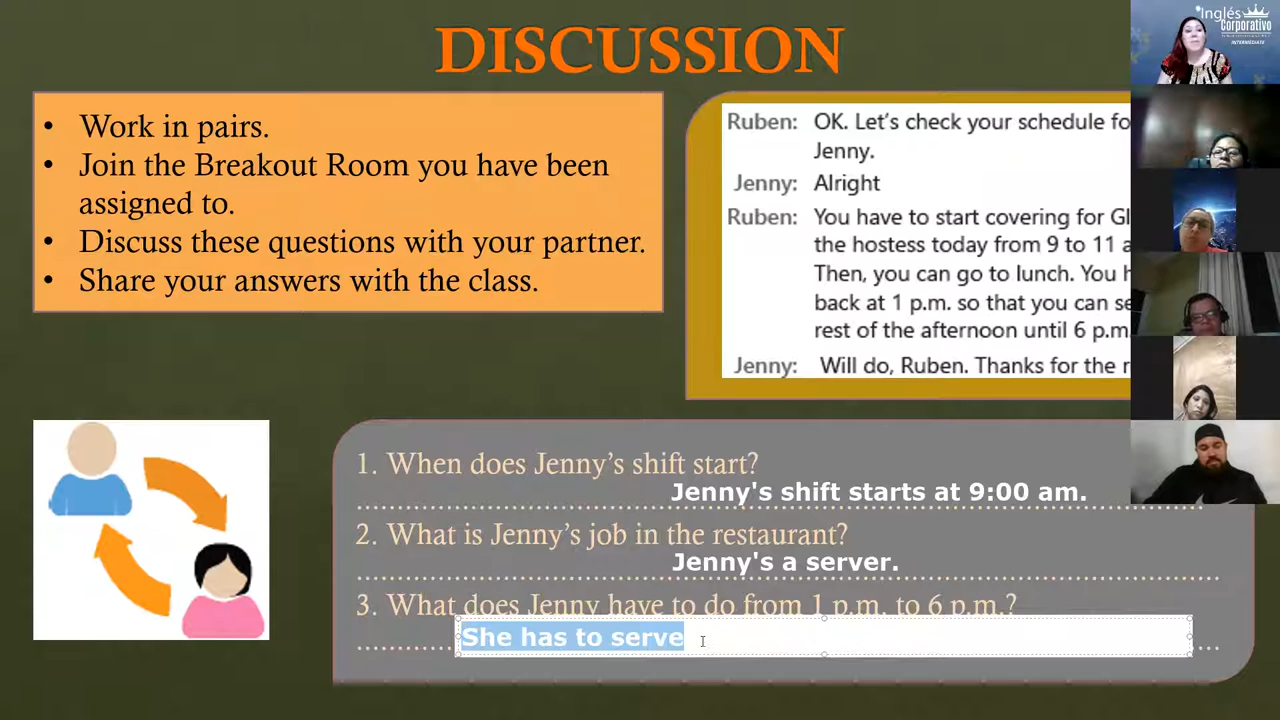 DISCUSSION
Inglés
Corporativo
INTERMEDIATE
• Work in pairs.
• Join the Breakout Room you have been
assigned to.
• Discuss these questions with your partner.
• Share your answers with the class.
Ruben: OK. Let's check your schedule fo
Jenny.
Jenny: Alright
Ruben: You have to start covering for Gl
the hostess today from 9 to 11 a
Then, you can go to lunch. You h
back at 1 p.m. so that you can se
rest of the afternoon until 6 p.m
Jenny: Will do, Ruben. Thanks for the r
1. When does Jenny's shift start?
Jenny's shift starts at 9:00 am.
2. What is Jenny's job in the restaurant?
Jenny's a server.
3. What does Jenny have to do from 1 p.m. to 6 p.m.?
She has to serve